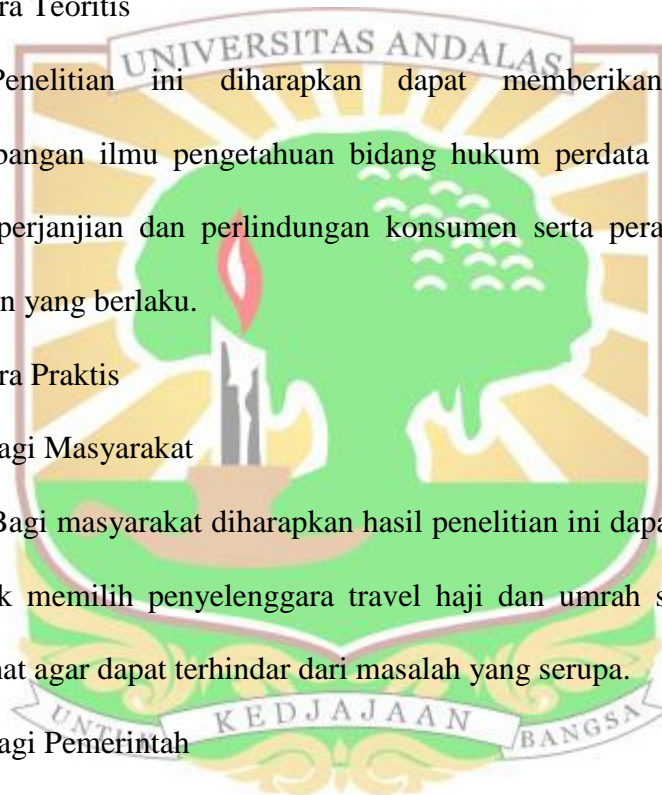 ra Teoritis
UNIVERSITAS ANDALAS
Penelitian ini diharapkan dapat memberikan
bangan ilmu pengetahuan bidang hukum perdata
perjanjian dan perlindungan konsumen serta pera
n yang berlaku.
ra Praktis
agi Masyarakat
Bagi masyarakat diharapkan hasil penelitian ini dapa
k memilih penyelenggara travel haji dan umrah s
nat agar dapat terhindar dari masalah yang serupa.
UNTUK KEDJAJAAN BANGSA
agi Pemerintah